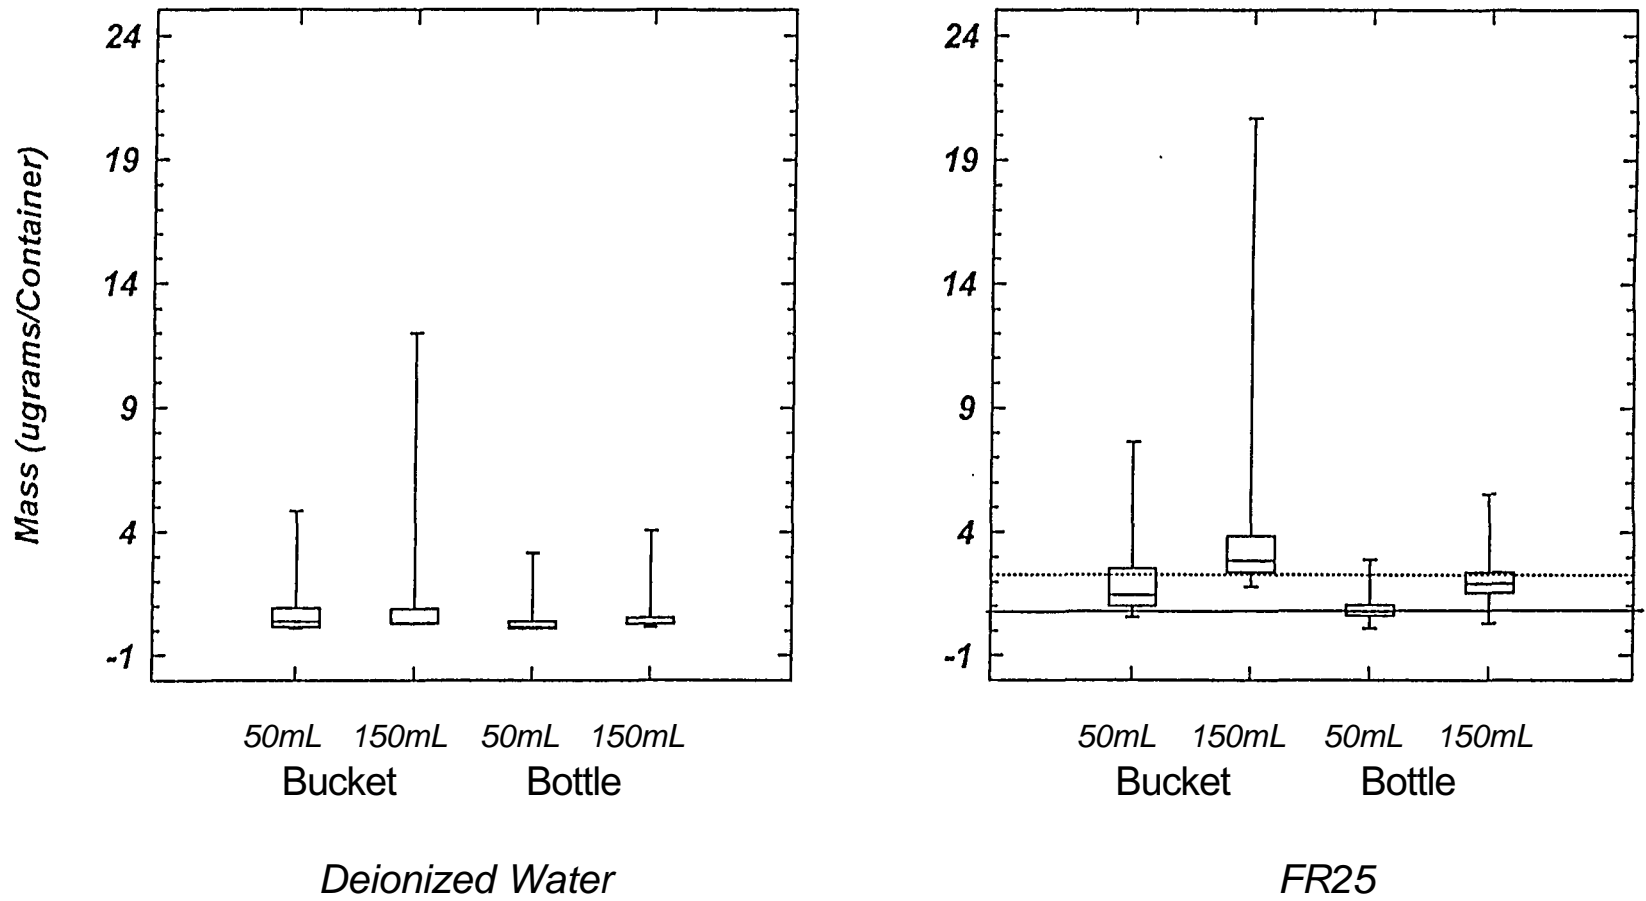 Mass (ugrams/Container)
24
19
14
9
4
-1
50mL 150mL 50mL 150mL
Bucket Bottle
Deionized Water
24
19
14
9
4
-1
50mL 150mL 50mL 150mL
Bucket Bottle
FR25